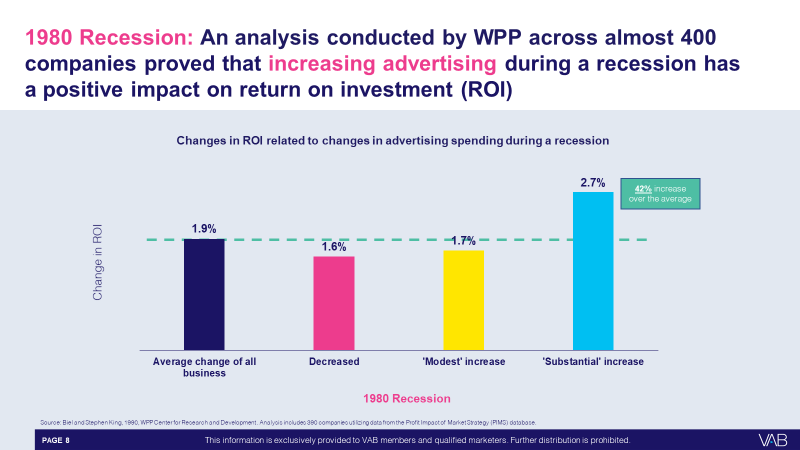 1980 Recession: An analysis conducted by WPP across almost 400
companies proved that increasing advertising during a recession has
a positive impact on return on investment (ROI)
Changes in ROI related to changes in advertising spending during a recession
2.7%
42% increase
over the average
1.9%
1.6%
1.7%
Change in ROI
Average change of all
business
Decreased
'Modest' increase
'Substantial' increase
1980 Recession
Source: Biel and Stephen King, 1990, WPP Center for Research and Development. Analysis includes 390 companies utilizing data from the Profit Impact of Market Strategy (PIMS) database.
PAGE 8
This information is exclusively provided to VAB members and qualified marketers. Further distribution is prohibited.
VAB